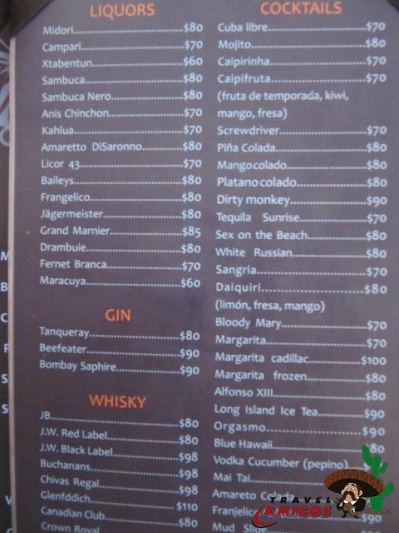 LIQUORS
Midori..................$80
Campari................$70
Xtabentun.............$60
Sambuca...............$80
Sambuca Nero.......$80
Anis Chinchon.......$70
Kahlua..................$70
Amaretto DiSaronno...$80
Licor 43.................$70
Baileys..................$80
Frangelico.............$80
Jägermeister..........$80
Grand Marnier.......$85
Drambuie..............$80
Fernet Branca........$70
Maracuya..............$60
GIN
Tanqueray.............$80
Beefeater..............$90
Bombay Saphire.....$90
WHISKY
JB.........................$80
J.W. Red Label.......$80
J.W. Black Label.....$98
Buchanans............$98
Chivas Regal.........$98
Glenfddich............$110
Canadian Club.......$80
Crown Royal
COCKTAILS
Cuba libre.............$70
Mojito..................$80
Caipirinha.............$70
Caipifruta.............$70
(fruta de temporada, kiwi,
mango, fresa)
Screwdriver...........$70
Piña Colada...........$80
Mangocolado.........$80
Platanocolado........$80
Dirty monkey.........$90
Tequila Sunrise......$70
Sex on the Beach....$80
White Russian.......$80
Sangria.................$70
Daiquiri................$80
(limón, fresa, mango)
Bloody Mary..........$70
Margarita..............$70
Margarita cadillac...$100
Margarita frozen....$80
Alfonso XIII...........$80
Long Island Ice Tea...$90
Orgasmo...............$90
Blue Hawaii...........$80
Vodka Cucumber (pepino)
Mai Tai
Amareto
Franjelico $90
Mud Slide
TRAVEL
AMIGOS